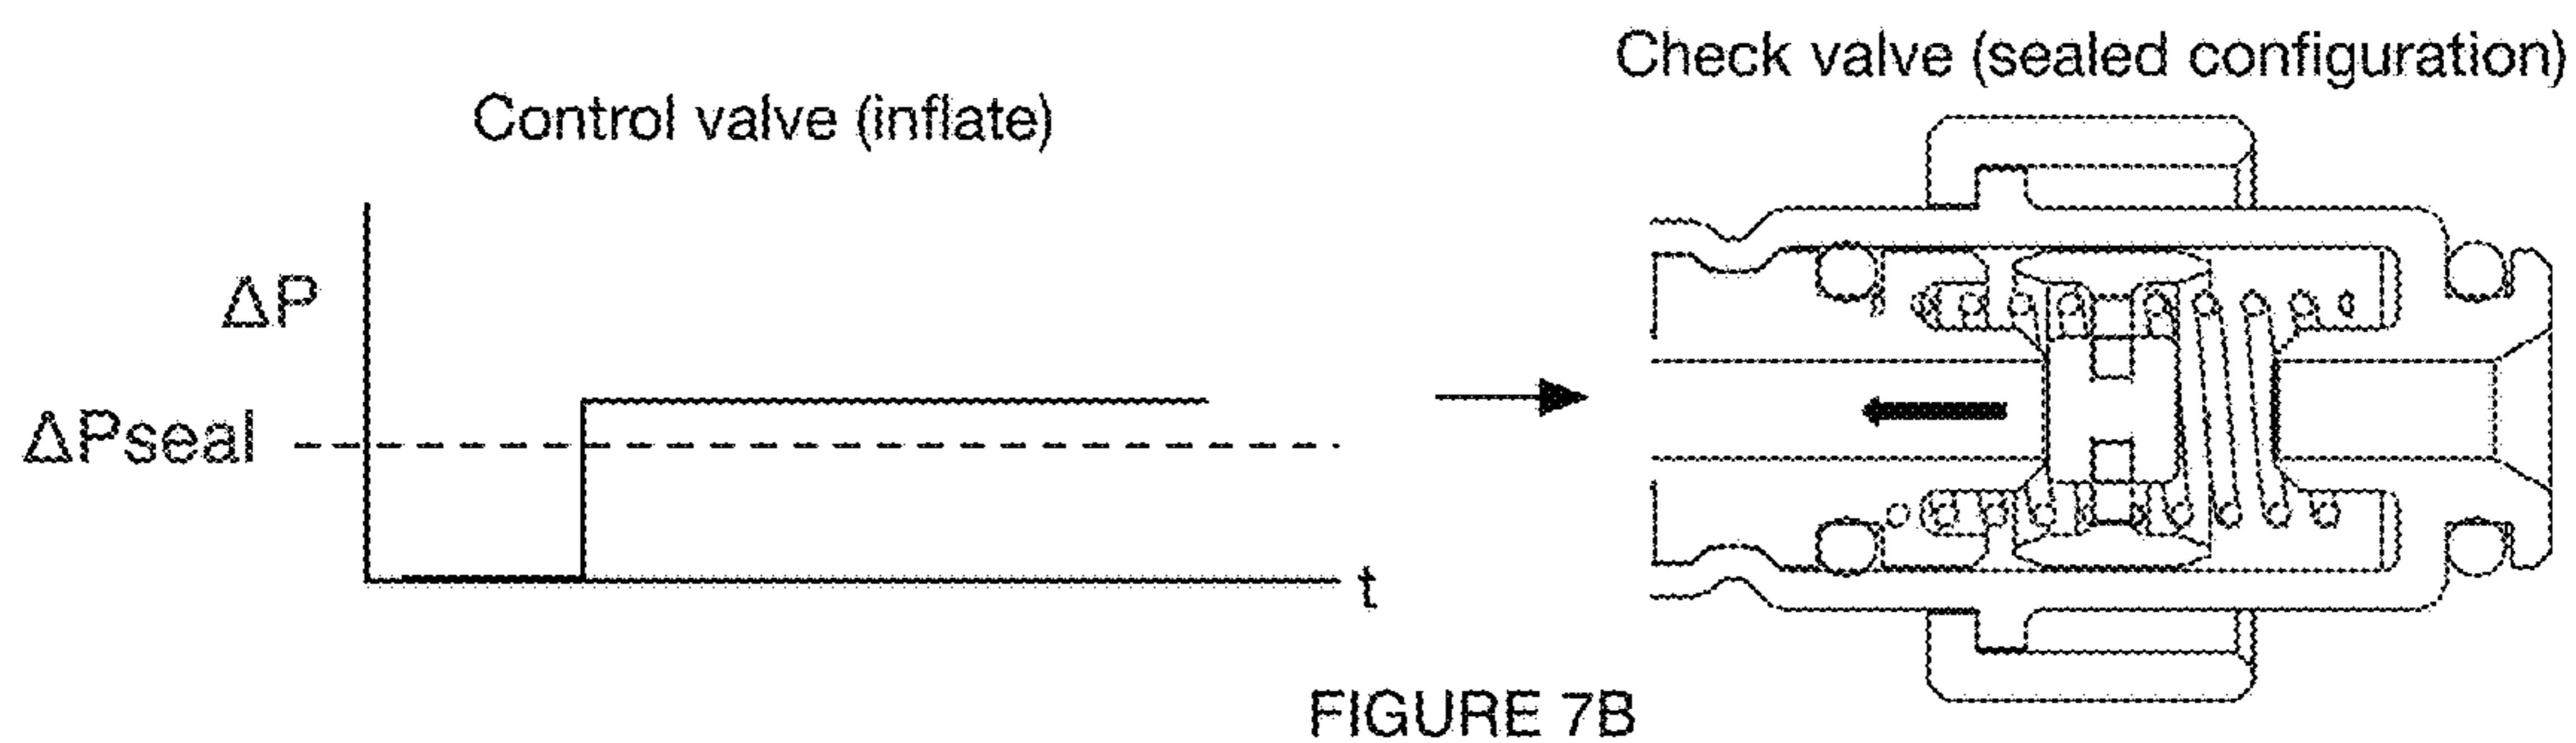 Check valve (sealed configuration)
Control valve (inflate)
ΔP
ΔPseal
t
FIGURE 7B